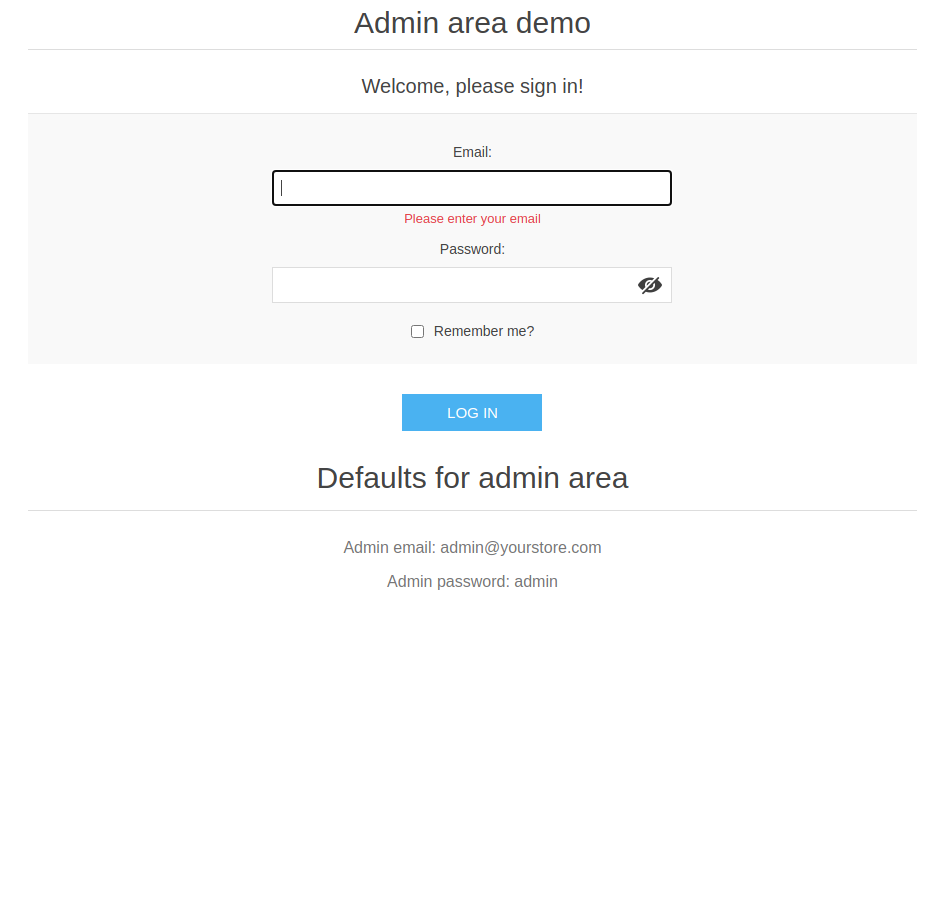 Admin area demo
Welcome, please sign in!
Email:
Please enter your email
Password:
Remember me?
LOG IN
Defaults for admin area
Admin email: admin@yourstore.com
Admin password: admin